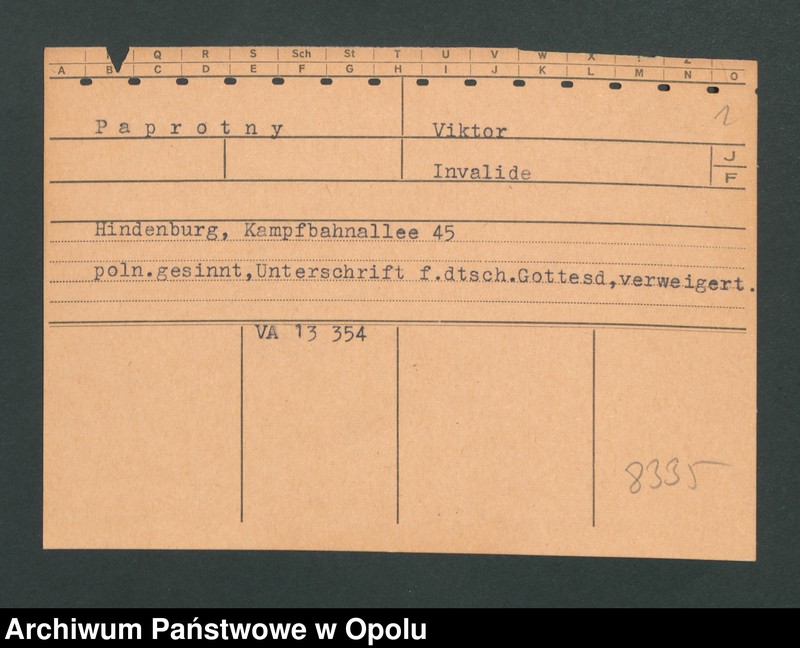 Q R S Sch St T U V W X Z
A B C D E F G H I J K L M N O
1
Paprotny Viktor
Invalide J
F
Hindenburg, Kampfbahnallee 45
poln.gesinnt,Unterschrift f.dtsch.Gottesd,verweigert.
VA 13 354
8335
Archiwum Państwowe w Opolu